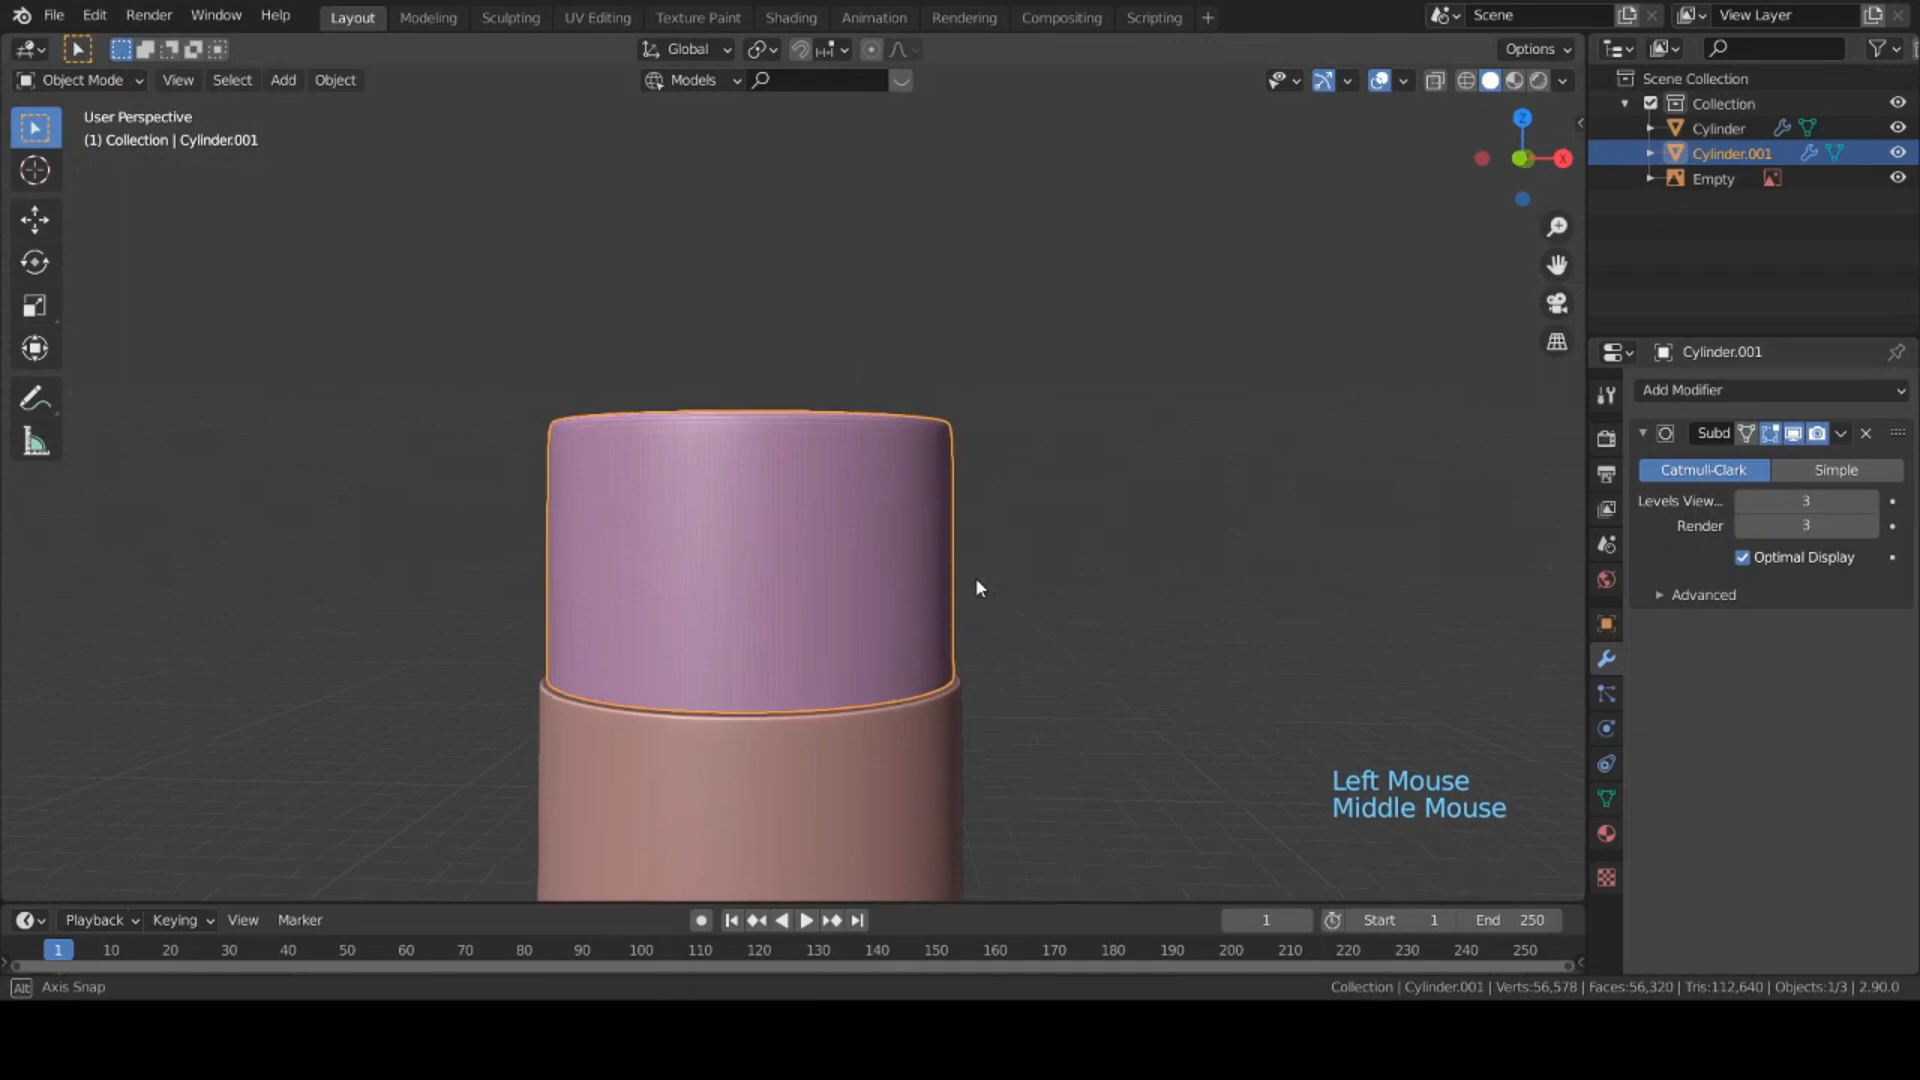 File Edit Render Window Help Layout Modeling Sculpting UV Editing Texture Paint Shading Animation Rendering Compositing Scripting + Scene View Layer
Global Options
Object Mode View Select Add Object Models
User Perspective
(1) Collection | Cylinder.001
Z
X
Scene Collection
Collection
Cylinder
Cylinder.001
Empty
Cylinder.001
Add Modifier
Subd
Catmull-Clark Simple
Levels View... 3
Render 3
Optimal Display
Advanced
Left Mouse
Middle Mouse
Playback Keying View Marker 1 Start 1 End 250
1 10 20 30 40 50 60 70 80 90 100 110 120 130 140 150 160 170 180 190 200 210 220 230 240 250
Alt Axis Snap Collection | Cylinder.001 | Verts:56,578 | Faces:56,320 | Tris:112,640 | Objects:1/3 | 2.90.0